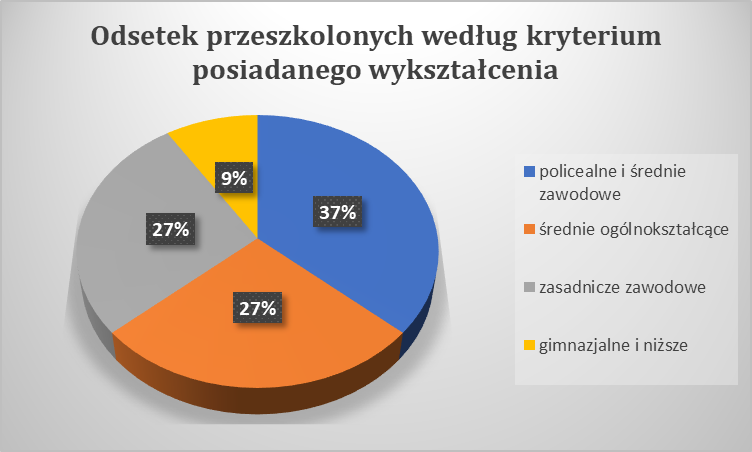 Odsetek przeszkolonych według kryterium
posiadanego wykształcenia
9%
37%
27%
27%
policealne i średnie
zawodowe
średnie ogólnokształcące
zasadnicze zawodowe
gimnazjalne i niższe